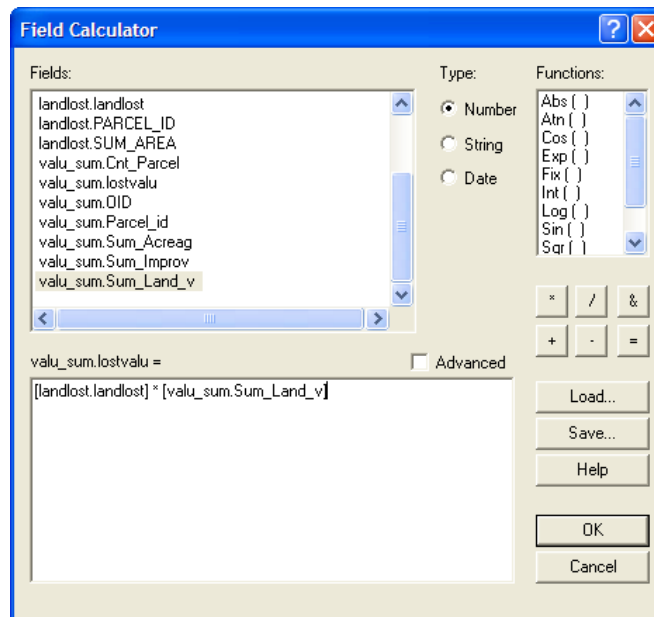 Field Calculator
Fields:
landlost.landlost
landlost.PARCEL_ID
landlost.SUM_AREA
valu_sum.Cnt_Parcel
valu_sum.lostvalu
valu_sum.OID
valu_sum.Parcel_id
valu_sum.Sum_Acreag
valu_sum.Sum_Improv
valu_sum.Sum_Land_v
Type:
Number
String
Date
Functions:
Abs ( )
Atn ( )
Cos ( )
Exp ( )
Fix ( )
Int ( )
Log ( )
Sin ( )
Sqr ( )
* / &
+ - =
valu_sum.lostvalu =
Advanced
[landlost.landlost] * [valu_sum.Sum_Land_v]
Load...
Save...
Help
OK
Cancel